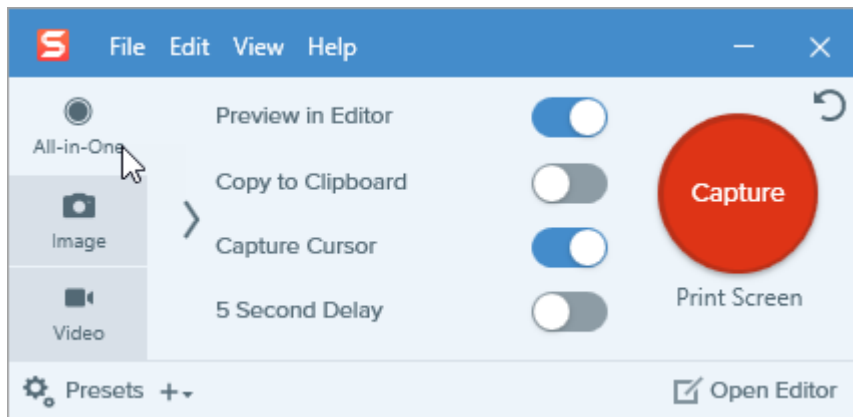 File Edit View Help
All-in-One
Image
Video
Preview in Editor
Copy to Clipboard
Capture Cursor
5 Second Delay
Capture
Print Screen
Presets
Open Editor